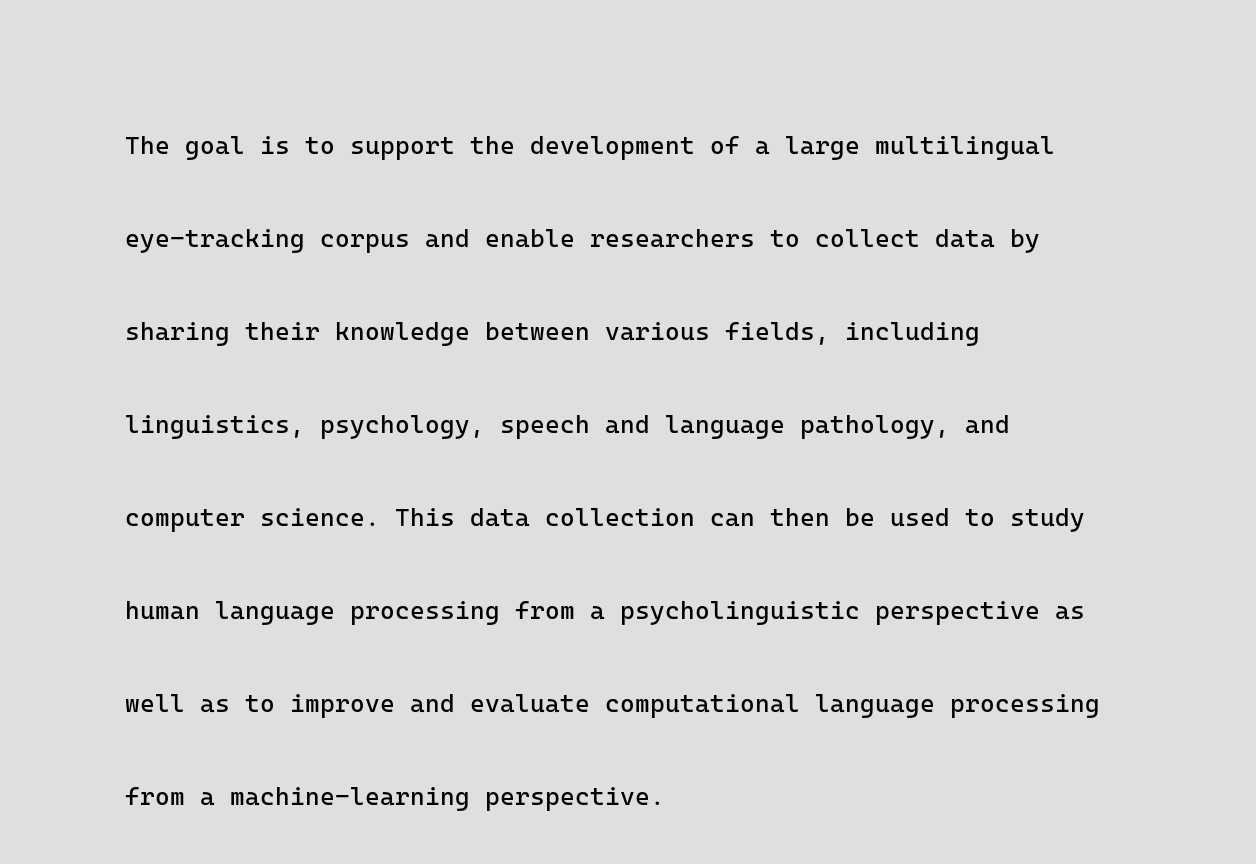 The goal is to support the development of a large multilingual
eye-tracking corpus and enable researchers to collect data by
sharing their knowledge between various fields, including
linguistics, psychology, speech and language pathology, and
computer science. This data collection can then be used to study
human language processing from a psycholinguistic perspective as
well as to improve and evaluate computational language processing
from a machine-learning perspective.